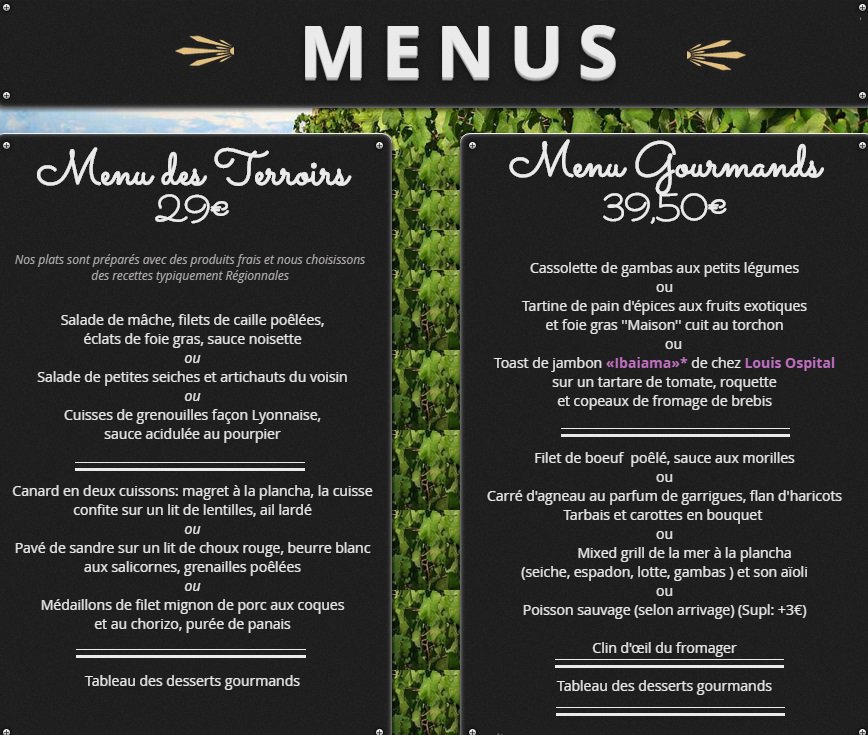 MENUS
Menu des Terroirs
29€
Nos plats sont préparés avec des produits frais et nous choisissons
des recettes typiquement Régionnales
Salade de mâche, filets de caille poêlées,
éclats de foie gras, sauce noisette
ou
Salade de petites seiches et artichauts du voisin
ou
Cuisses de grenouilles façon Lyonnaise,
sauce acidulée au pourpier
Canard en deux cuissons: magret à la plancha, la cuisse
confite sur un lit de lentilles, ail lardé
ou
Pavé de sandre sur un lit de choux rouge, beurre blanc
aux salicornes, grenailles poêlées
ou
Médaillons de filet mignon de porc aux coques
et au chorizo, purée de panais
Tableau des desserts gourmands
Menu Gourmands
39,50€
Cassolette de gambas aux petits légumes
ou
Tartine de pain d'épices aux fruits exotiques
et foie gras "Maison" cuit au torchon
ou
Toast de jambon «Ibaiama»* de chez Louis Ospital
sur un tartare de tomate, roquette
et copeaux de fromage de brebis
Filet de boeuf poêlé, sauce aux morilles
ou
Carré d'agneau au parfum de garrigues, flan d'haricots
Tarbais et carottes en bouquet
ou
Mixed grill de la mer à la plancha
(seiche, espadon, lotte, gambas ) et son aïoli
ou
Poisson sauvage (selon arrivage) (Supl: +3€)
Clin d'œil du fromager
Tableau des desserts gourmands